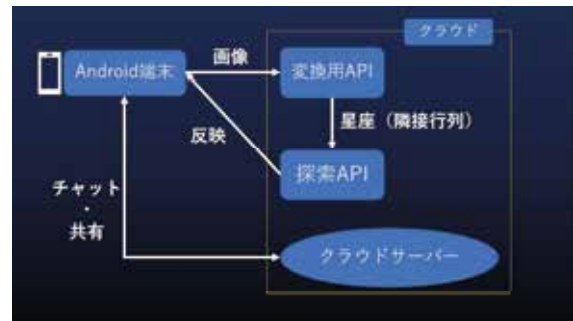 クラウド
Android端末
画像
変換用API
星座（隣接行列）
反映
探索API
チャット
・
共有
クラウドサーバー